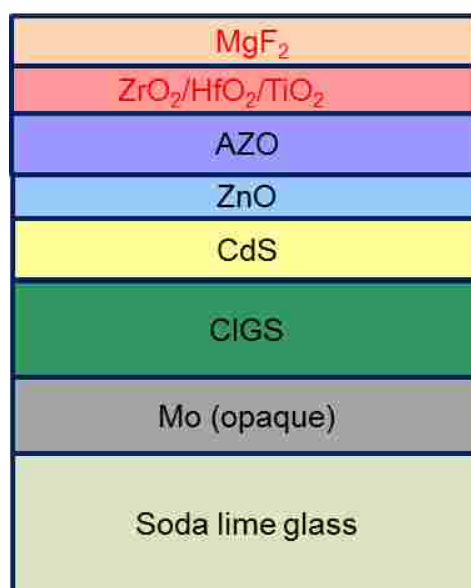 MgF₂
ZrO₂/HfO₂/TiO₂
AZO
ZnO
CdS
CIGS
Mo (opaque)
Soda lime glass